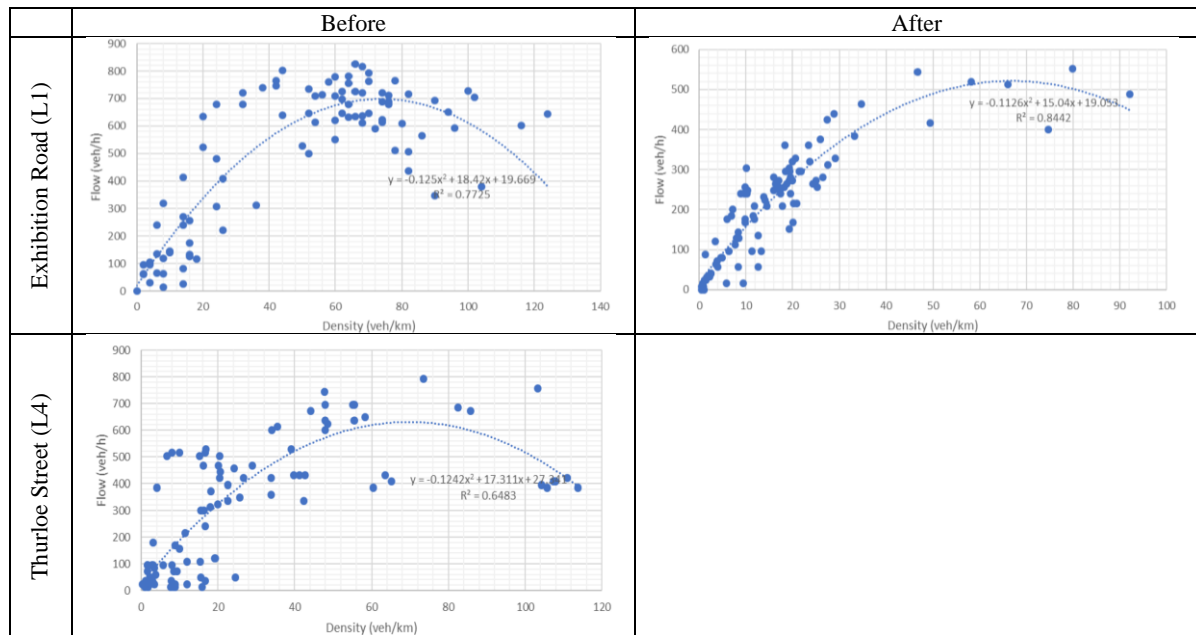 Before
After
Exhibition Road (L1)
Flow (veh/h)
900
800
700
600
500
400
300
200
100
0
y = -0.125x² + 18.42x + 19.669
R² = 0.7725
0 20 40 60 80 100 120 140
Density (veh/km)
Flow (veh/h)
600
500
400
300
200
100
0
y = -0.1126x² + 15.04x + 19.053
R² = 0.8442
0 10 20 30 40 50 60 70 80 90 100
Density (veh/km)
Thurloe Street (L4)
Flow (veh/h)
900
800
700
600
500
400
300
200
100
0
y = -0.1242x² + 17.311x +
R² = 0.6483
0 20 40 60 80 100 120
Density (veh/km)